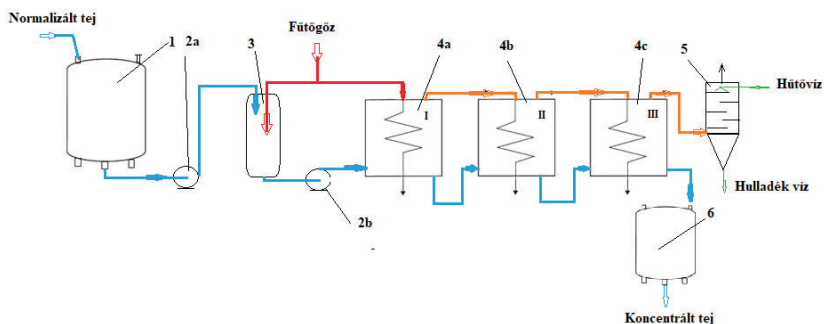 Normalizált tej
1
2a
3
Fűtőgőz
4a
4b
4c
5
Hűtővíz
I
II
III
Hulladék víz
2b
6
Koncentrált tej